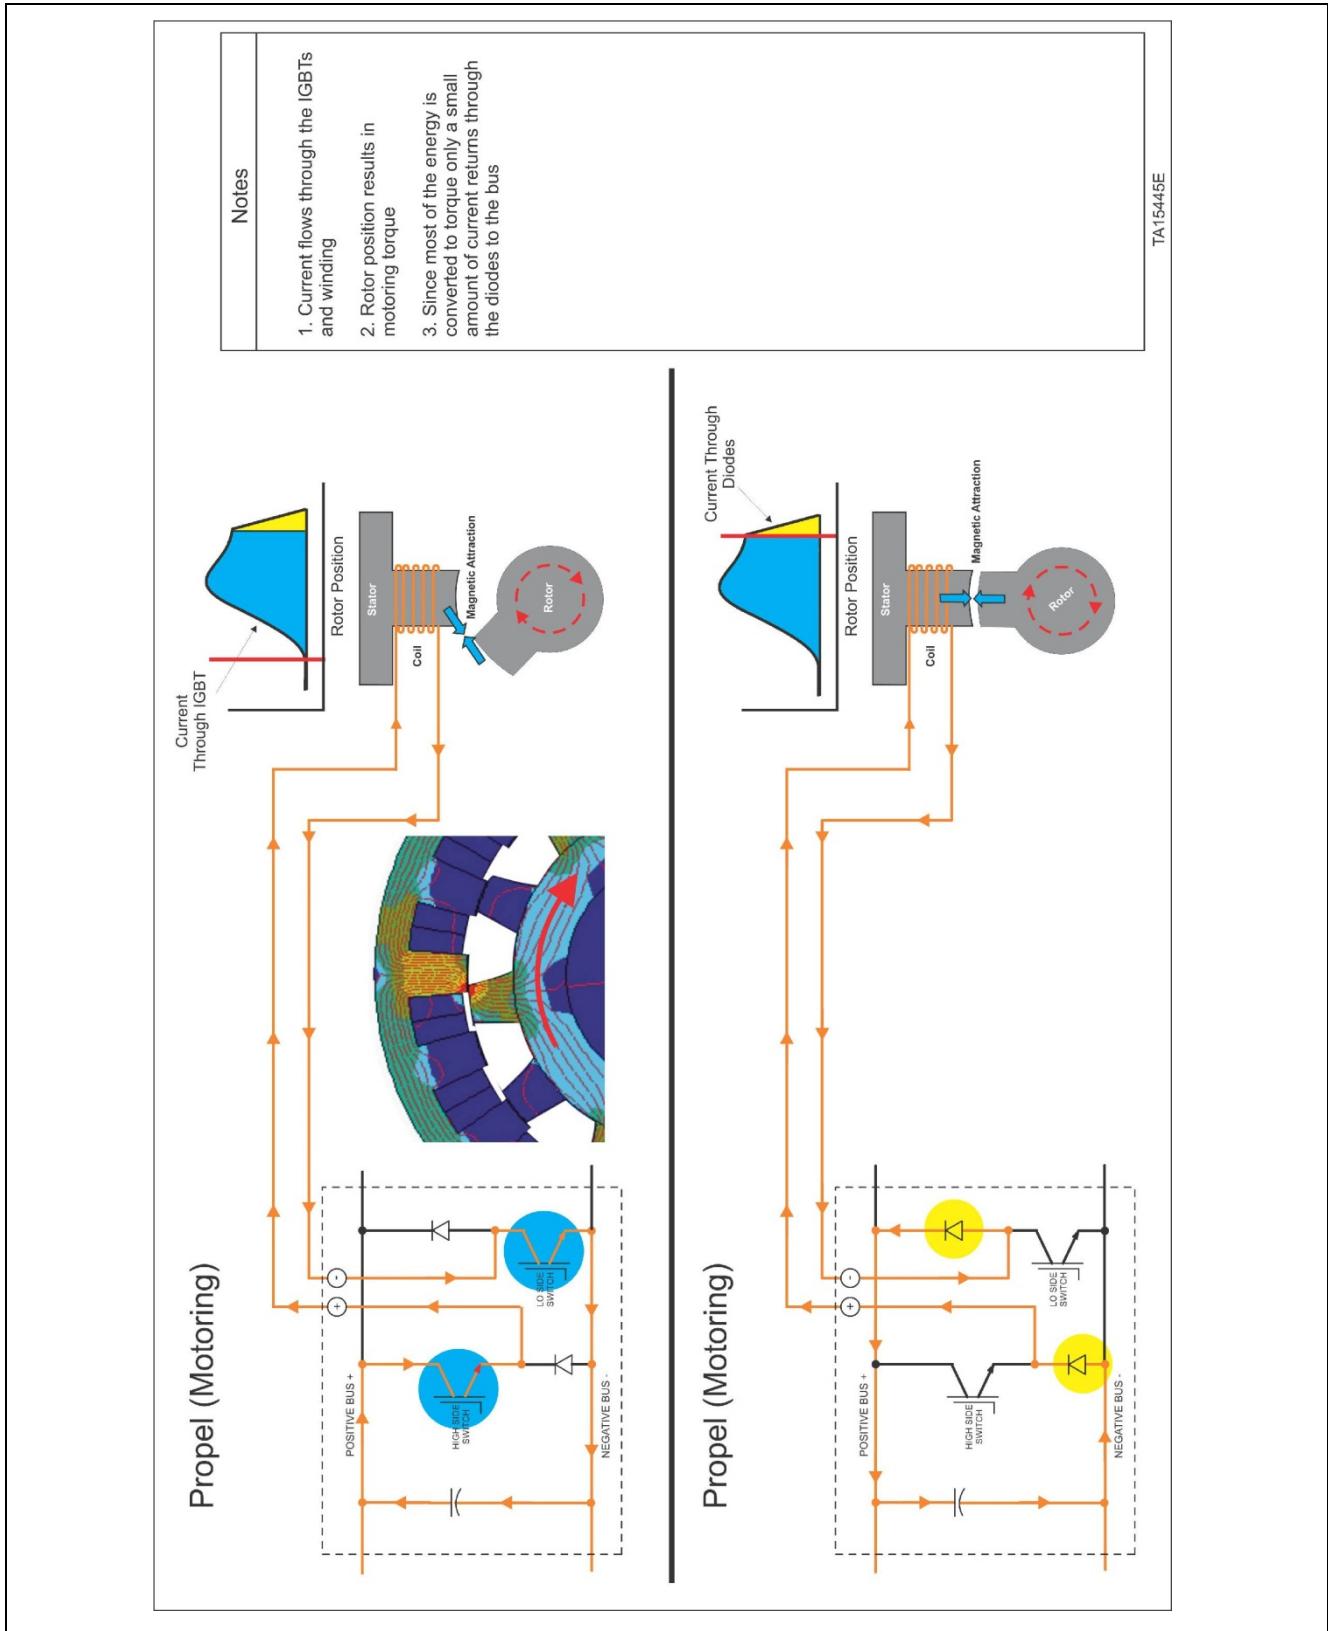 Propel (Motoring)
POSITIVE BUS +
HIGH SIDE
SWITCH
LO SIDE
SWITCH
NEGATIVE BUS -
+
-
Current
Through IGBT
Rotor Position
Stator
Coil
Magnetic Attraction
Rotor
Propel (Motoring)
POSITIVE BUS +
HIGH SIDE
SWITCH
LO SIDE
SWITCH
NEGATIVE BUS -
+
-
Current Through
Diodes
Rotor Position
Stator
Coil
Magnetic Attraction
Rotor
Notes
1. Current flows through the IGBTs
and winding
2. Rotor position results in
motoring torque
3. Since most of the energy is
converted to torque only a small
amount of current returns through
the diodes to the bus
TA15445E